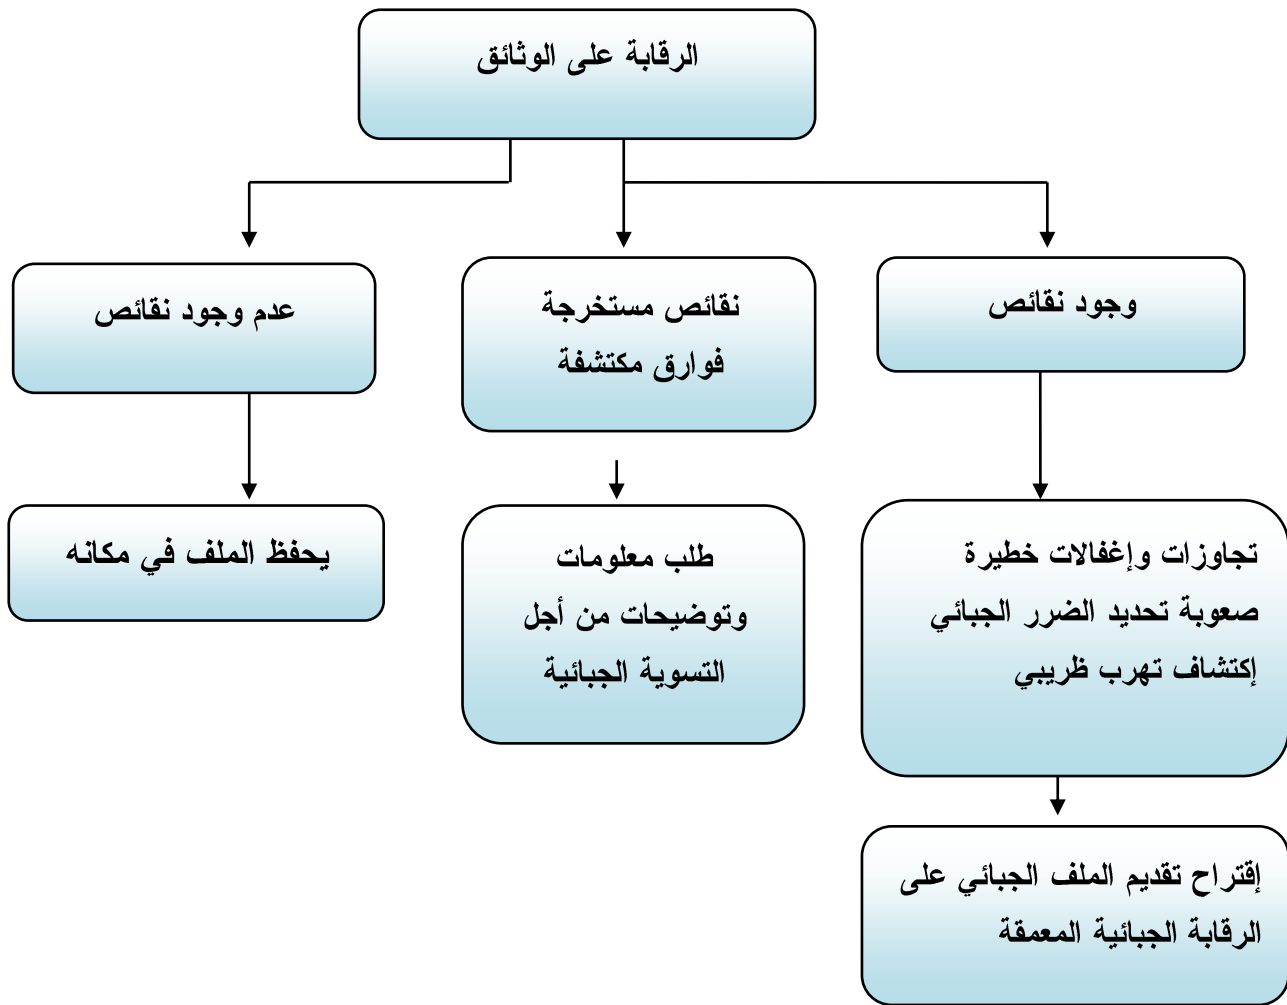 الرقابة على الوثائق
وجود نقائص
نقائص مستخرجة
فوارق مكتشفة
عدم وجود نقائص
تجاوزات وإغفالات خطيرة
صعوبة تحديد الضرر الجبائي
إكتشاف تهرب ظريبي
طلب معلومات
وتوضيحات من أجل
التسوية الجبائية
يحفظ الملف في مكانه
إقتراح تقديم الملف الجبائي على
الرقابة الجبائية المعمقة